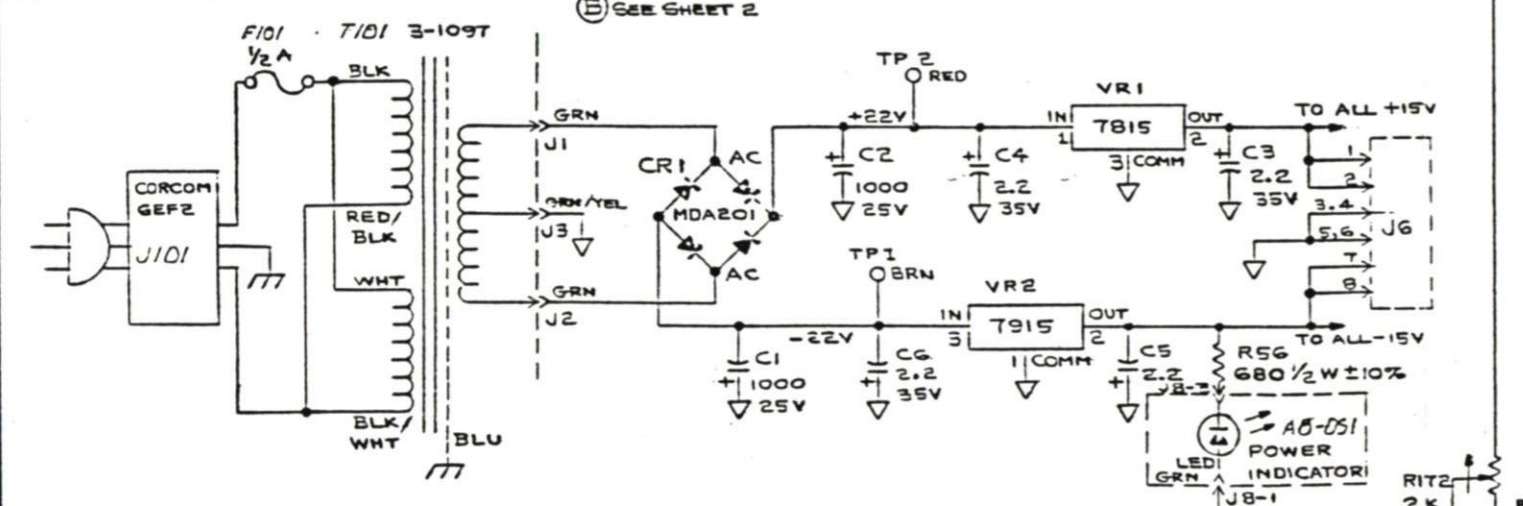 B SEE SHEET 2
F101 · T101 3-109T
1/2 A
BLK
CORCOM
GEF2
J101
RED/
BLK
WHT
BLK/
WHT
BLU
GRN
J1
GRN/YEL
J3
GRN
J2
CR1
AC
MDA201
AC
TP 2
RED
+22V
+
C2
1000
25V
+
C4
2.2
35V
VR1
IN
1
7815
OUT
2
3 COMM
+
C3
2.2
35V
TO ALL +15V
1
2
3.4
5,6
7
8
J6
TP1
BRN
-22V
C1
+
1000
25V
C6
2.2
+
35V
VR2
IN
3
7915
OUT
2
1 COMM
C5
2.2
+
TO ALL-15V
R56
680 1/2 W ±10%
J8-3
A8-DS1
POWER
INDICATOR
LED
GRN
J8-1
R172
2K